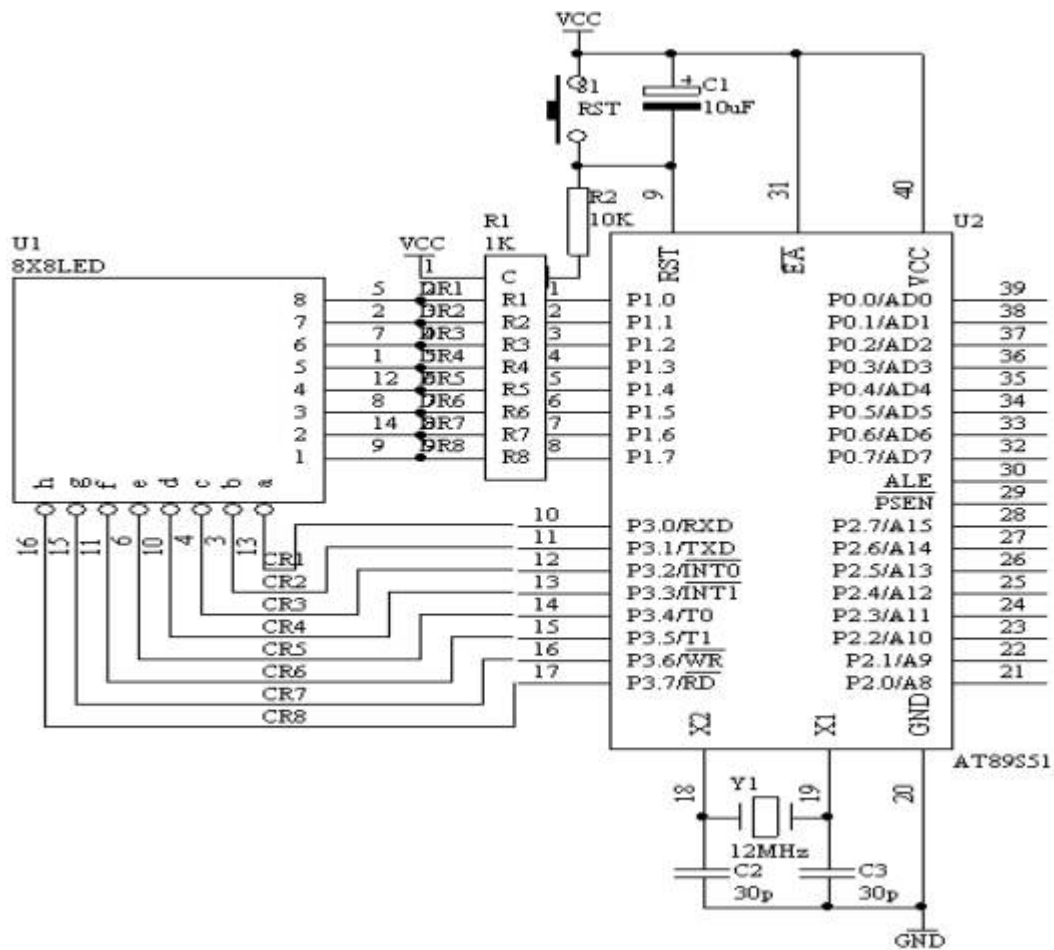 VCC
S1
RST
C1
10uF
R2
10K
9
31
40
U2
R1
1K
VCC
1
U1
8X8LED
RST
EA
VCC
C
8
5
DR1
R1
1
P1.0
P0.0/AD0
39
7
2
DR2
R2
2
P1.1
P0.1/AD1
38
6
7
DR3
R3
3
P1.2
P0.2/AD2
37
5
1
DR4
R4
4
P1.3
P0.3/AD3
36
4
12
DR5
R5
5
P1.4
P0.4/AD4
35
3
8
DR6
R6
6
P1.5
P0.5/AD5
34
2
14
DR7
R7
7
P1.6
P0.6/AD6
33
1
9
DR8
R8
8
P1.7
P0.7/AD7
32
ALE
30
PSEN
29
h g f e d c b a
16 15 11 6 10 4 3 13
10
P3.0/RXD
P2.7/A15
28
CR1
11
P3.1/TXD
P2.6/A14
27
CR2
12
P3.2/INT0
P2.5/A13
26
CR3
13
P3.3/INT1
P2.4/A12
25
CR4
14
P3.4/T0
P2.3/A11
24
CR5
15
P3.5/T1
P2.2/A10
23
CR6
16
P3.6/WR
P2.1/A9
22
CR7
17
P3.7/RD
P2.0/A8
21
CR8
X2
X1
GND
AT89S51
18
Y1
19
20
12MHz
C2
30p
C3
30p
GND